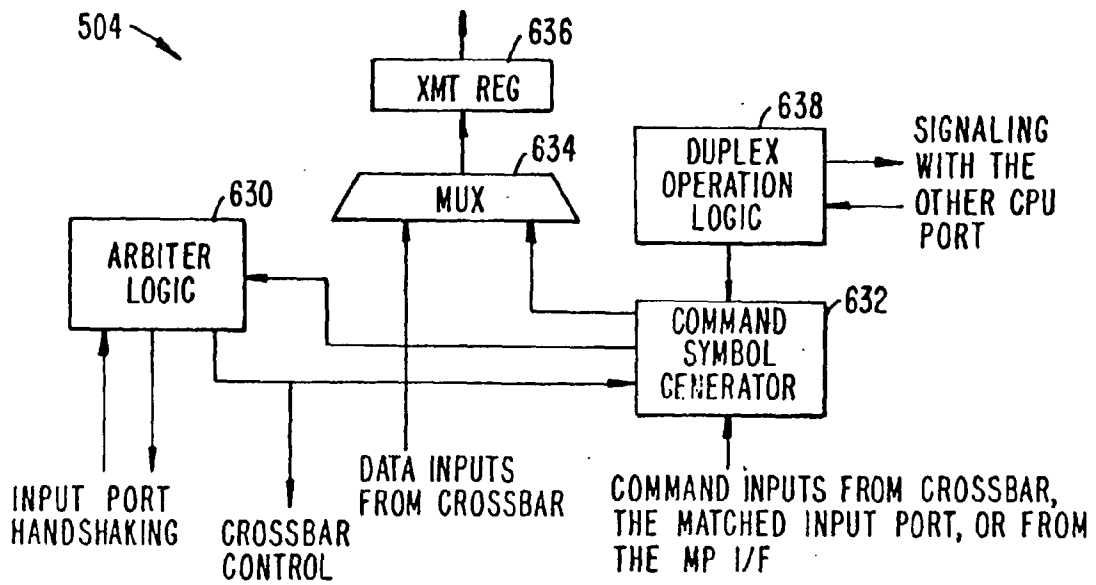 504
636
XMT REG
638
DUPLEX
OPERATION
LOGIC
SIGNALING
WITH THE
OTHER CPU
PORT
634
MUX
630
ARBITER
LOGIC
632
COMMAND
SYMBOL
GENERATOR
INPUT PORT
HANDSHAKING
CROSSBAR
CONTROL
DATA INPUTS
FROM CROSSBAR
COMMAND INPUTS FROM CROSSBAR,
THE MATCHED INPUT PORT, OR FROM
THE MP I/F